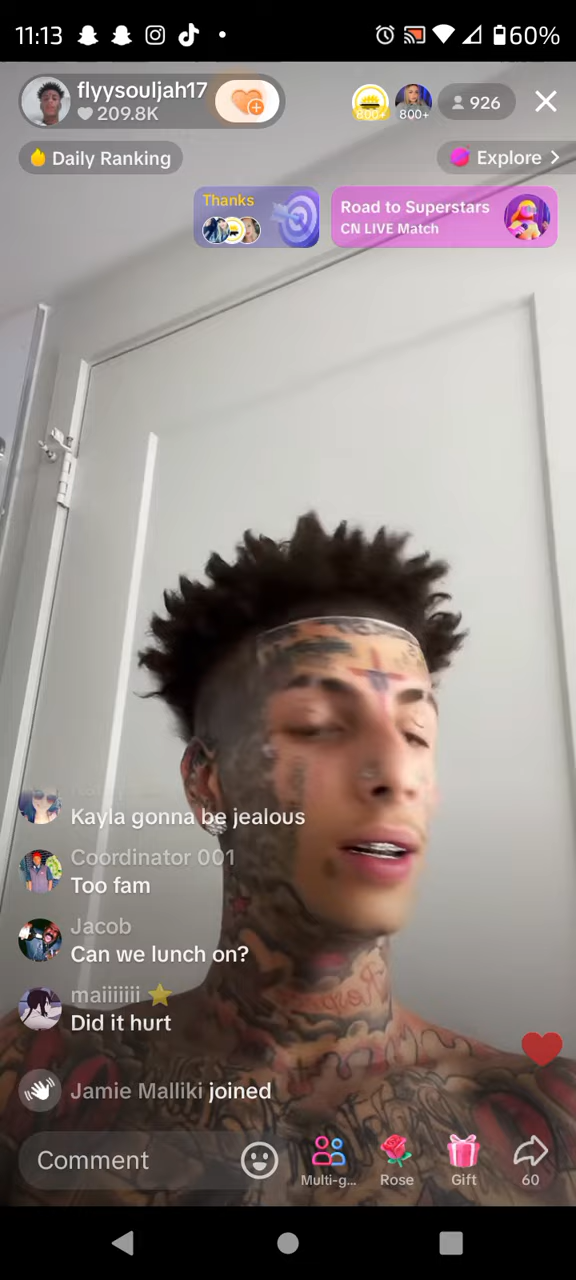 11:13
60%
flyysouljah17
209.8K
800+
800+
926
Daily Ranking
Explore
Thanks
Road to Superstars
CN LIVE Match
Kayla gonna be jealous
Coordinator 001
Too fam
Jacob
Can we lunch on?
maiiiiiii ⭐
Did it hurt
Jamie Malliki joined
Comment
Multi-g...
Rose
Gift
60